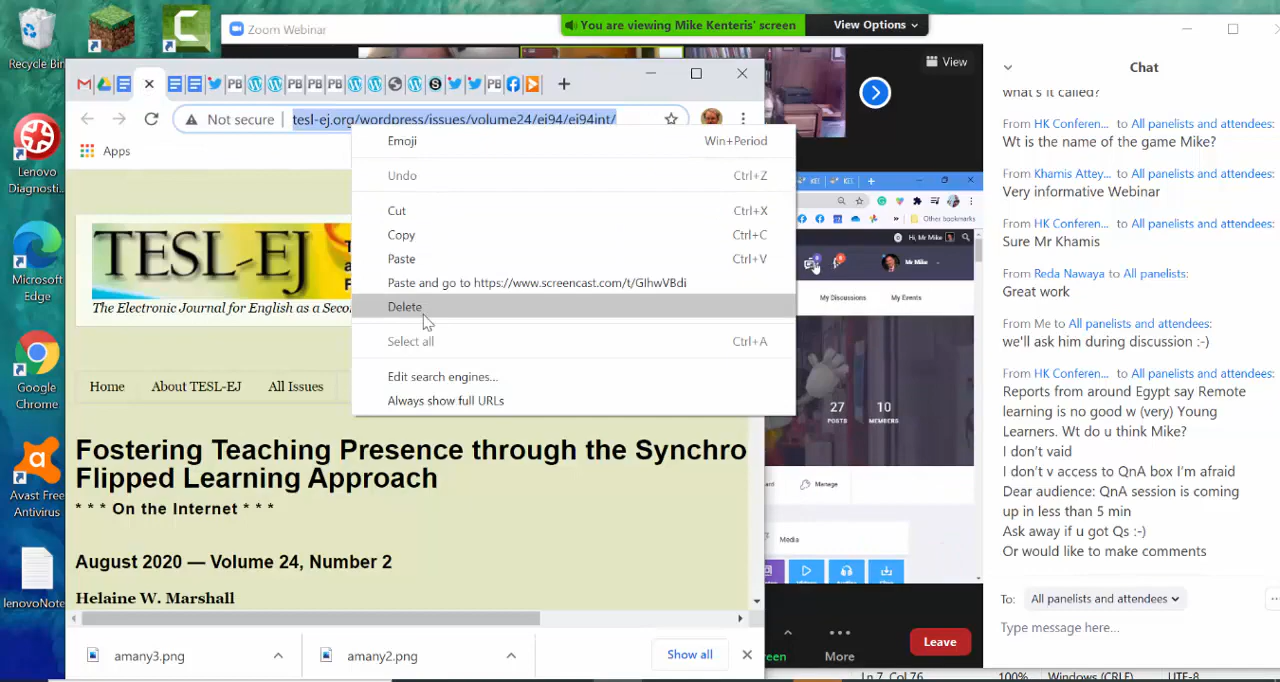 Recycle Bin
Lenovo
Diagnosti...
Microsoft
Edge
Google
Chrome
Avast Free
Antivirus
lenovoNote
Zoom Webinar
You are viewing Mike Kenteris' screen
View Options
View
Not secure
tesl-ej.org/wordpress/issues/volume24/ej94/ej94int/
Apps
TESL-EJ
The Electronic Journal for English as a Seco
Home
About TESL-EJ
All Issues
Emoji Win+Period
Undo Ctrl+Z
Cut Ctrl+X
Copy Ctrl+C
Paste Ctrl+V
Paste and go to https://www.screencast.com/t/GIhwVBdi
Delete
Select all Ctrl+A
Edit search engines...
Always show full URLs
Fostering Teaching Presence through the Synchro
Flipped Learning Approach
* * * On the Internet * * *
August 2020 — Volume 24, Number 2
Helaine W. Marshall
amany3.png
amany2.png
Show all
Other bookmarks
Hi, Mr Mike
Mr Mike
My Discussions
My Events
27
POSTS
10
MEMBERS
Manage
Media
een
More
Leave
Ln 7, Col 76
100%
Windows (CRLF)
UTF-8
Chat
what's it called?
From HK Conferen... to All panelists and attendees:
Wt is the name of the game Mike?
From Khamis Attey... to All panelists and attendees:
Very informative Webinar
From HK Conferen... to All panelists and attendees:
Sure Mr Khamis
From Reda Nawaya to All panelists:
Great work
From Me to All panelists and attendees:
we'll ask him during discussion :-)
From HK Conferen... to All panelists and attendees:
Reports from around Egypt say Remote
learning is no good w (very) Young
Learners. Wt do u think Mike?
I don't vaid
I don't v access to QnA box I'm afraid
Dear audience: QnA session is coming
up in less than 5 min
Ask away if u got Qs :-)
Or would like to make comments
To: All panelists and attendees
Type message here...